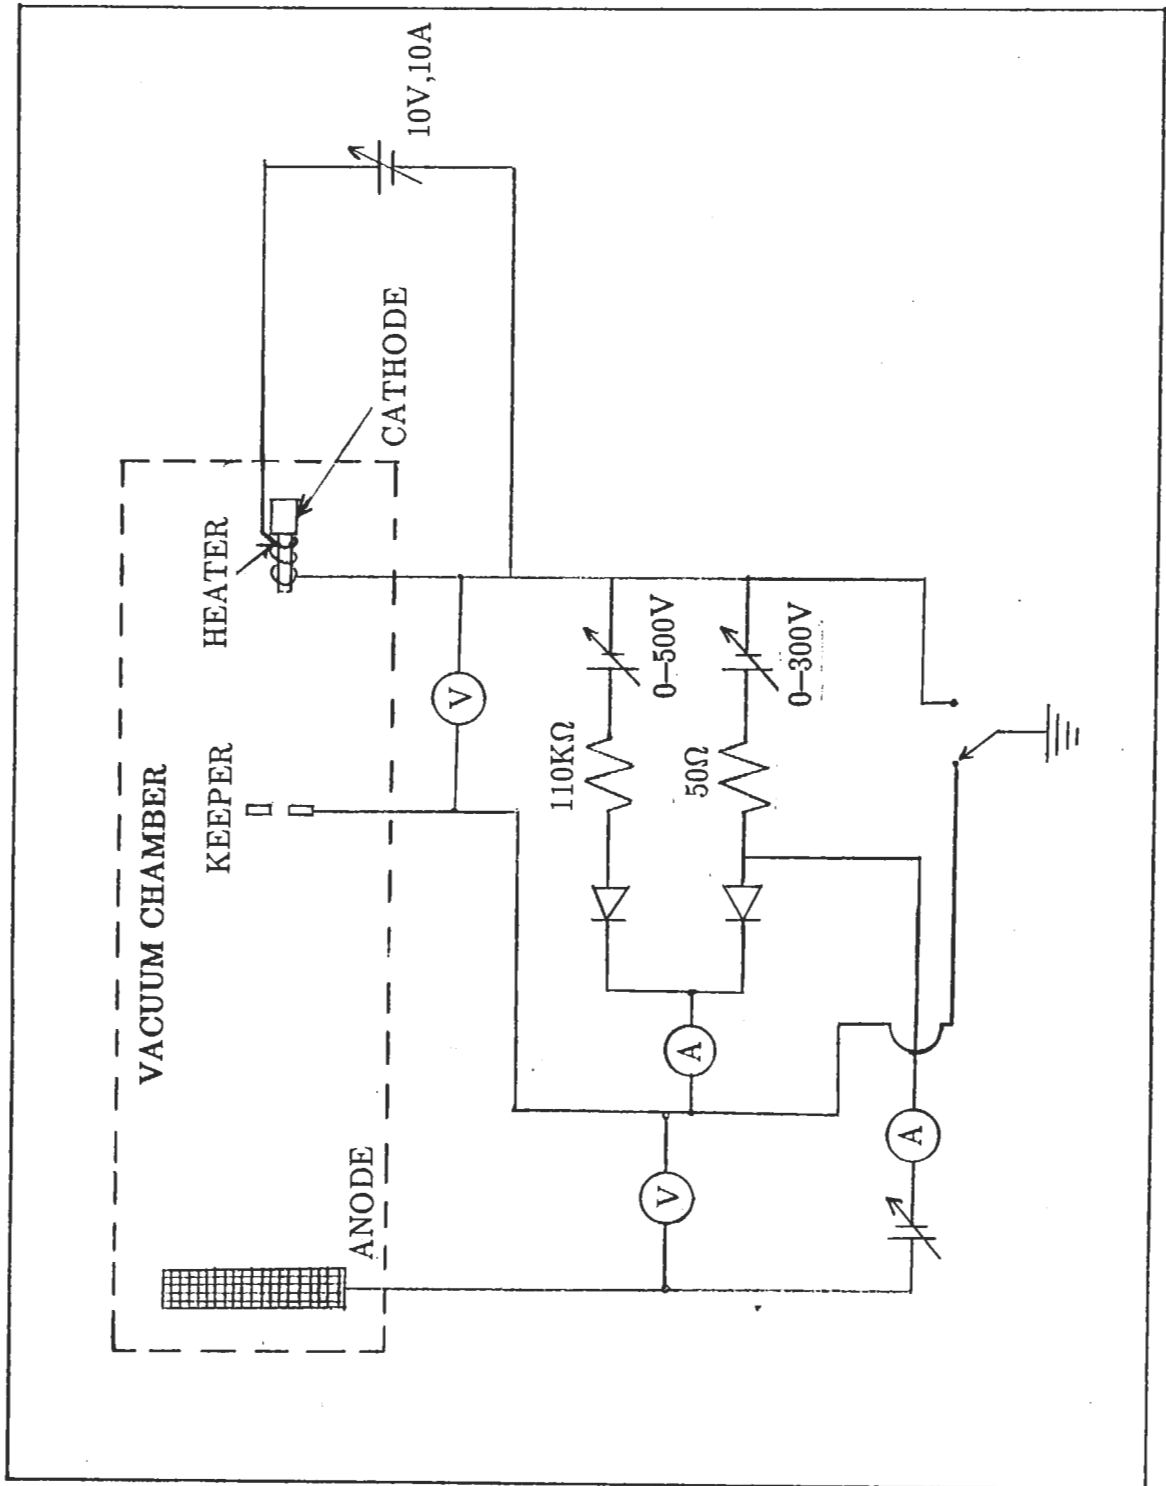 VACUUM CHAMBER
ANODE
KEEPER
HEATER
CATHODE
10V,10A
V
V
A
110KΩ
0–500V
50Ω
0–300V
A